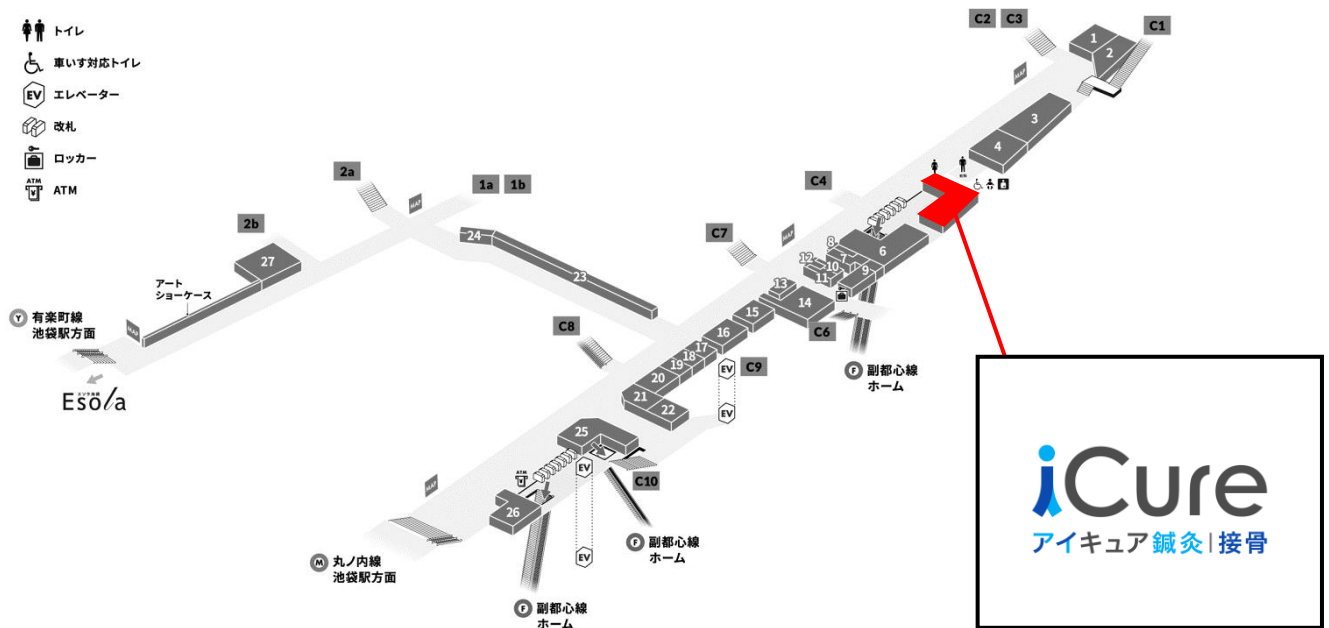 トイレ
車いす対応トイレ
EV エレベーター
改札
ロッカー
ATM ATM
C2 C3
C1
1
2
MAP
3
4
2a
1a 1b
MAP
C4
2b
27
24
23
C7
MAP
8
6
7
12
10
9
11
13
14
C6
アート
ショーケース
Y 有楽町線
池袋駅方面
MAP
Esola
C8
15
16
17
18
19
20
21
22
EV
C9
EV
F 副都心線
ホーム
25
ATM
EV
C10
MAP
26
F 副都心線
ホーム
M 丸ノ内線
池袋駅方面
EV
F 副都心線
ホーム
iCure
アイキュア鍼灸|接骨